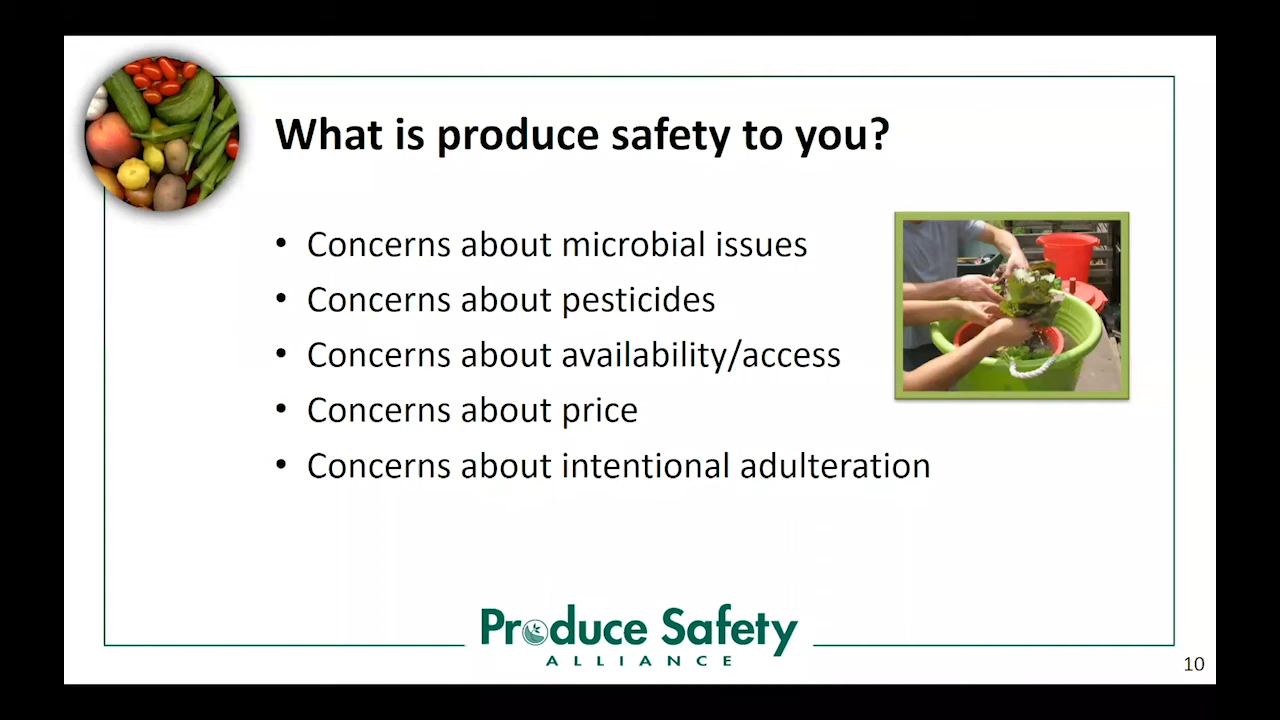 What is produce safety to you?
• Concerns about microbial issues
• Concerns about pesticides
• Concerns about availability/access
• Concerns about price
• Concerns about intentional adulteration
Produce Safety
ALLIANCE
10